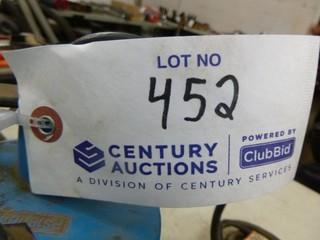 LOT NO
452
CENTURY AUCTIONS
POWERED BY
ClubBid
A DIVISION OF CENTURY SERVICES